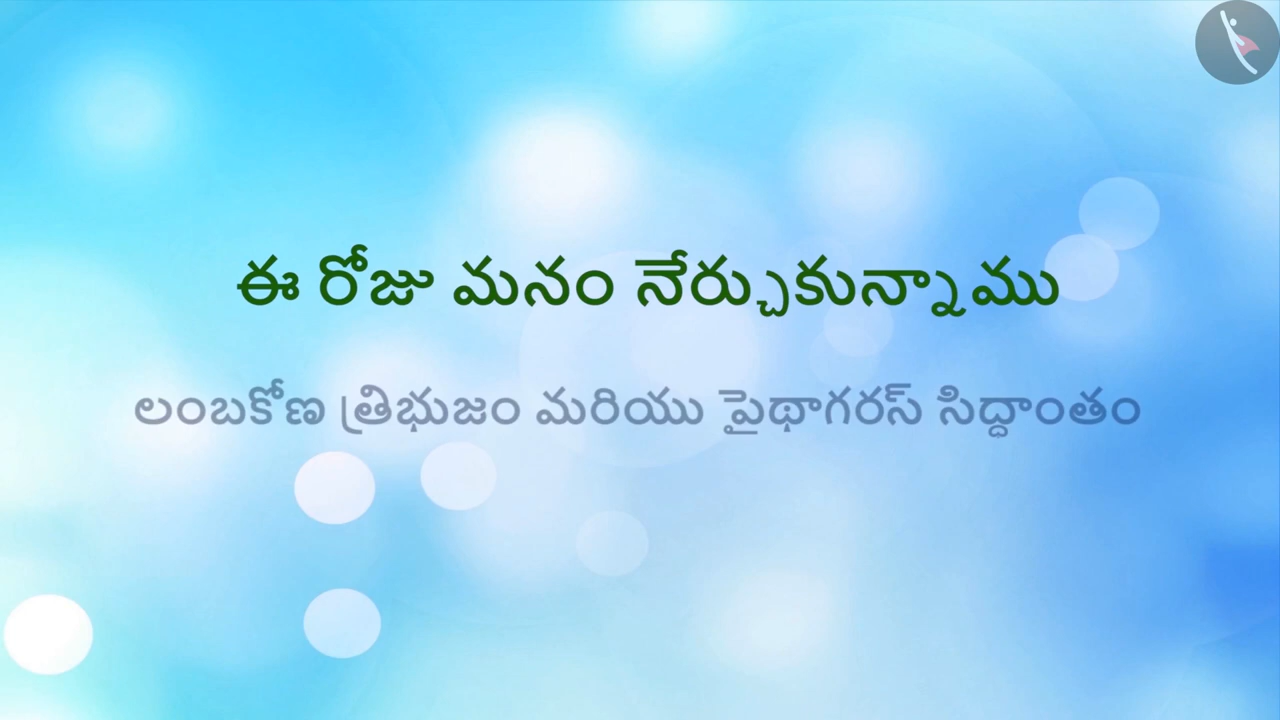 ఈ రోజు మనం నేర్చుకున్నాము
లంబకోణ త్రిభుజం మరియు పైథాగరస్ సిద్ధాంతం